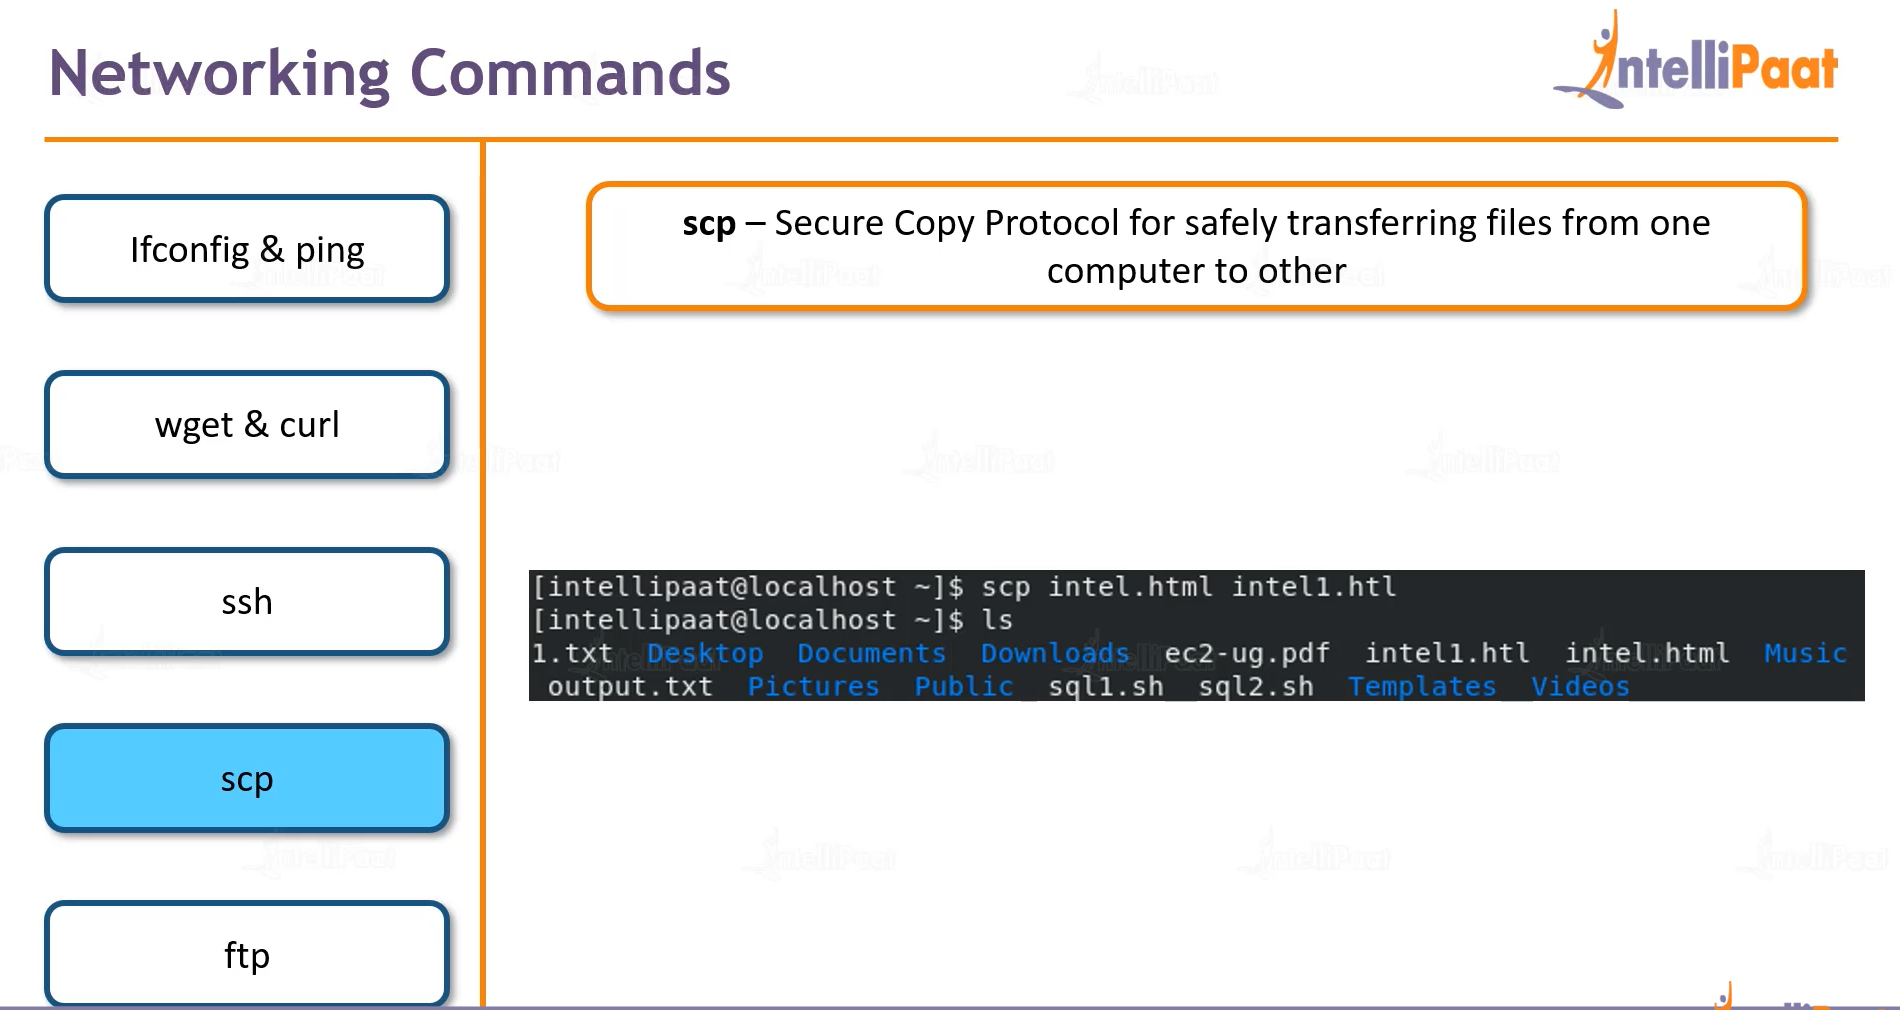 Networking Commands
IntelliPaat
Ifconfig & ping
wget & curl
ssh
scp
ftp
scp – Secure Copy Protocol for safely transferring files from one
computer to other
[intellipaat@localhost ~]$ scp intel.html intel1.htl
[intellipaat@localhost ~]$ ls
1.txt Desktop Documents Downloads ec2-ug.pdf intel1.htl intel.html Music
output.txt Pictures Public sql1.sh sql2.sh Templates Videos